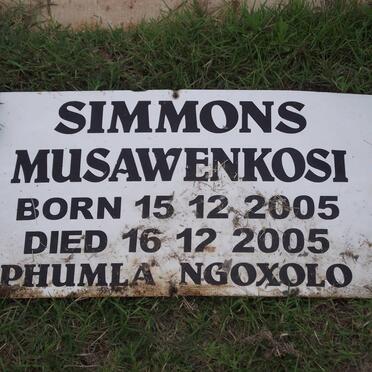 SIMMONS
MUSAWENKOSI
BORN 15 12 2005
DIED 16 12 2005
PHUMLA NGOXOLO